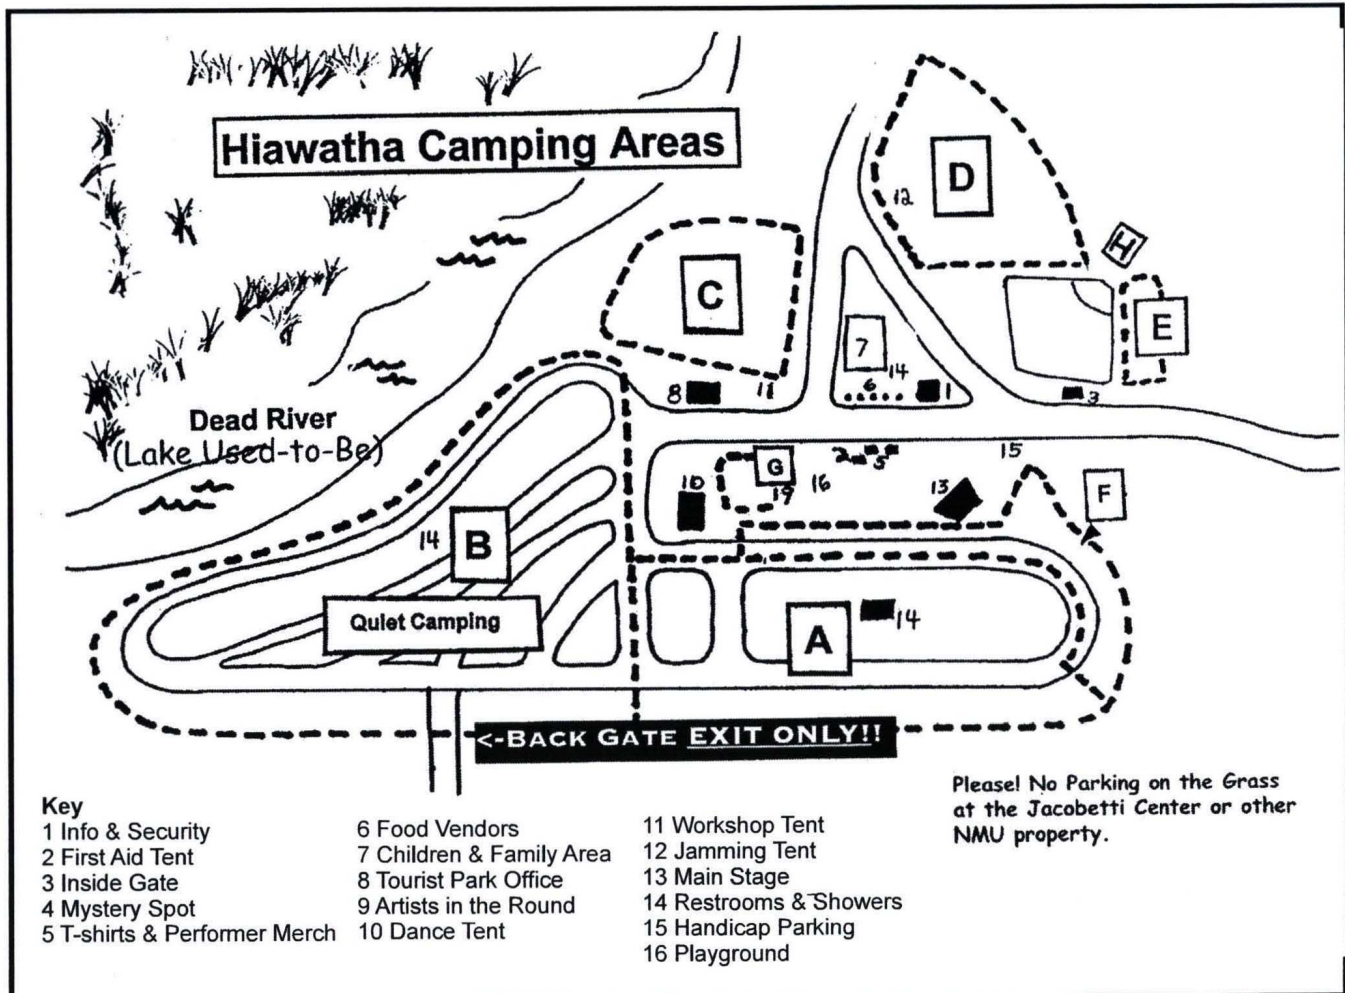 Hiawatha Camping Areas
D
12
H
C
E
7
14
6
1
3
8
11
Dead River
(Lake Used-to-Be)
15
2
5
G
10
19
16
13
F
14
B
Quiet Camping
A
14
<-BACK GATE EXIT ONLY!!
Please! No Parking on the Grass
at the Jacobetti Center or other
NMU property.
Key
1 Info & Security
2 First Aid Tent
3 Inside Gate
4 Mystery Spot
5 T-shirts & Performer Merch
6 Food Vendors
7 Children & Family Area
8 Tourist Park Office
9 Artists in the Round
10 Dance Tent
11 Workshop Tent
12 Jamming Tent
13 Main Stage
14 Restrooms & Showers
15 Handicap Parking
16 Playground